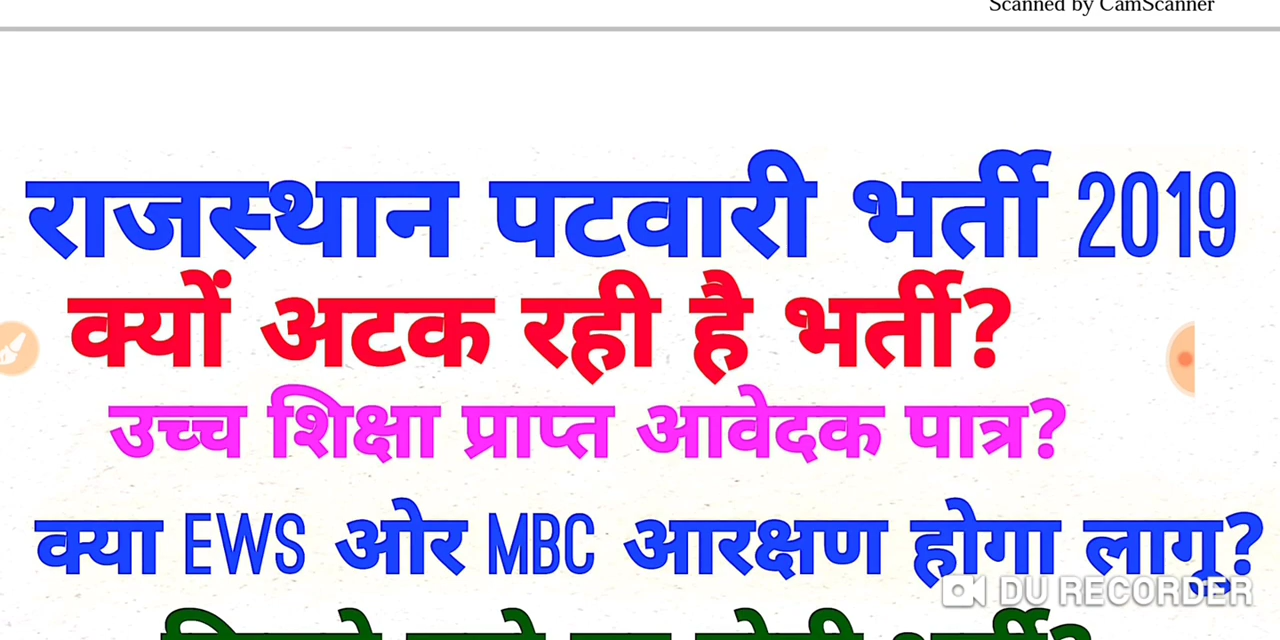 Scanned by CamScanner
राजस्थान पटवारी भर्ती 2019
क्यों अटक रही है भर्ती?
उच्च शिक्षा प्राप्त आवेदक पात्र?
क्या EWS ओर MBC आरक्षण होगा लागू?
DU RECORDER